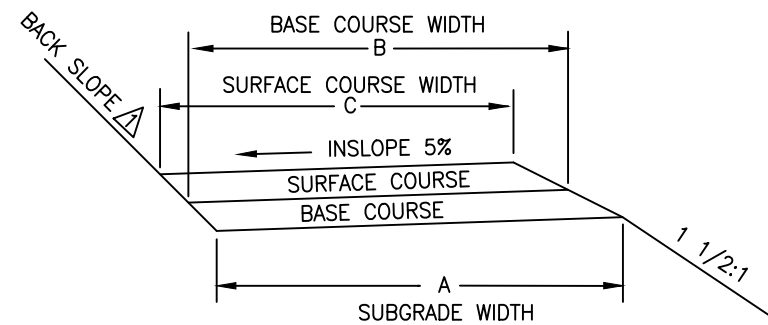 BASE COURSE WIDTH
B
BACK SLOPE 1
SURFACE COURSE WIDTH
C
INSLOPE 5%
SURFACE COURSE
BASE COURSE
1 1/2:1
A
SUBGRADE WIDTH